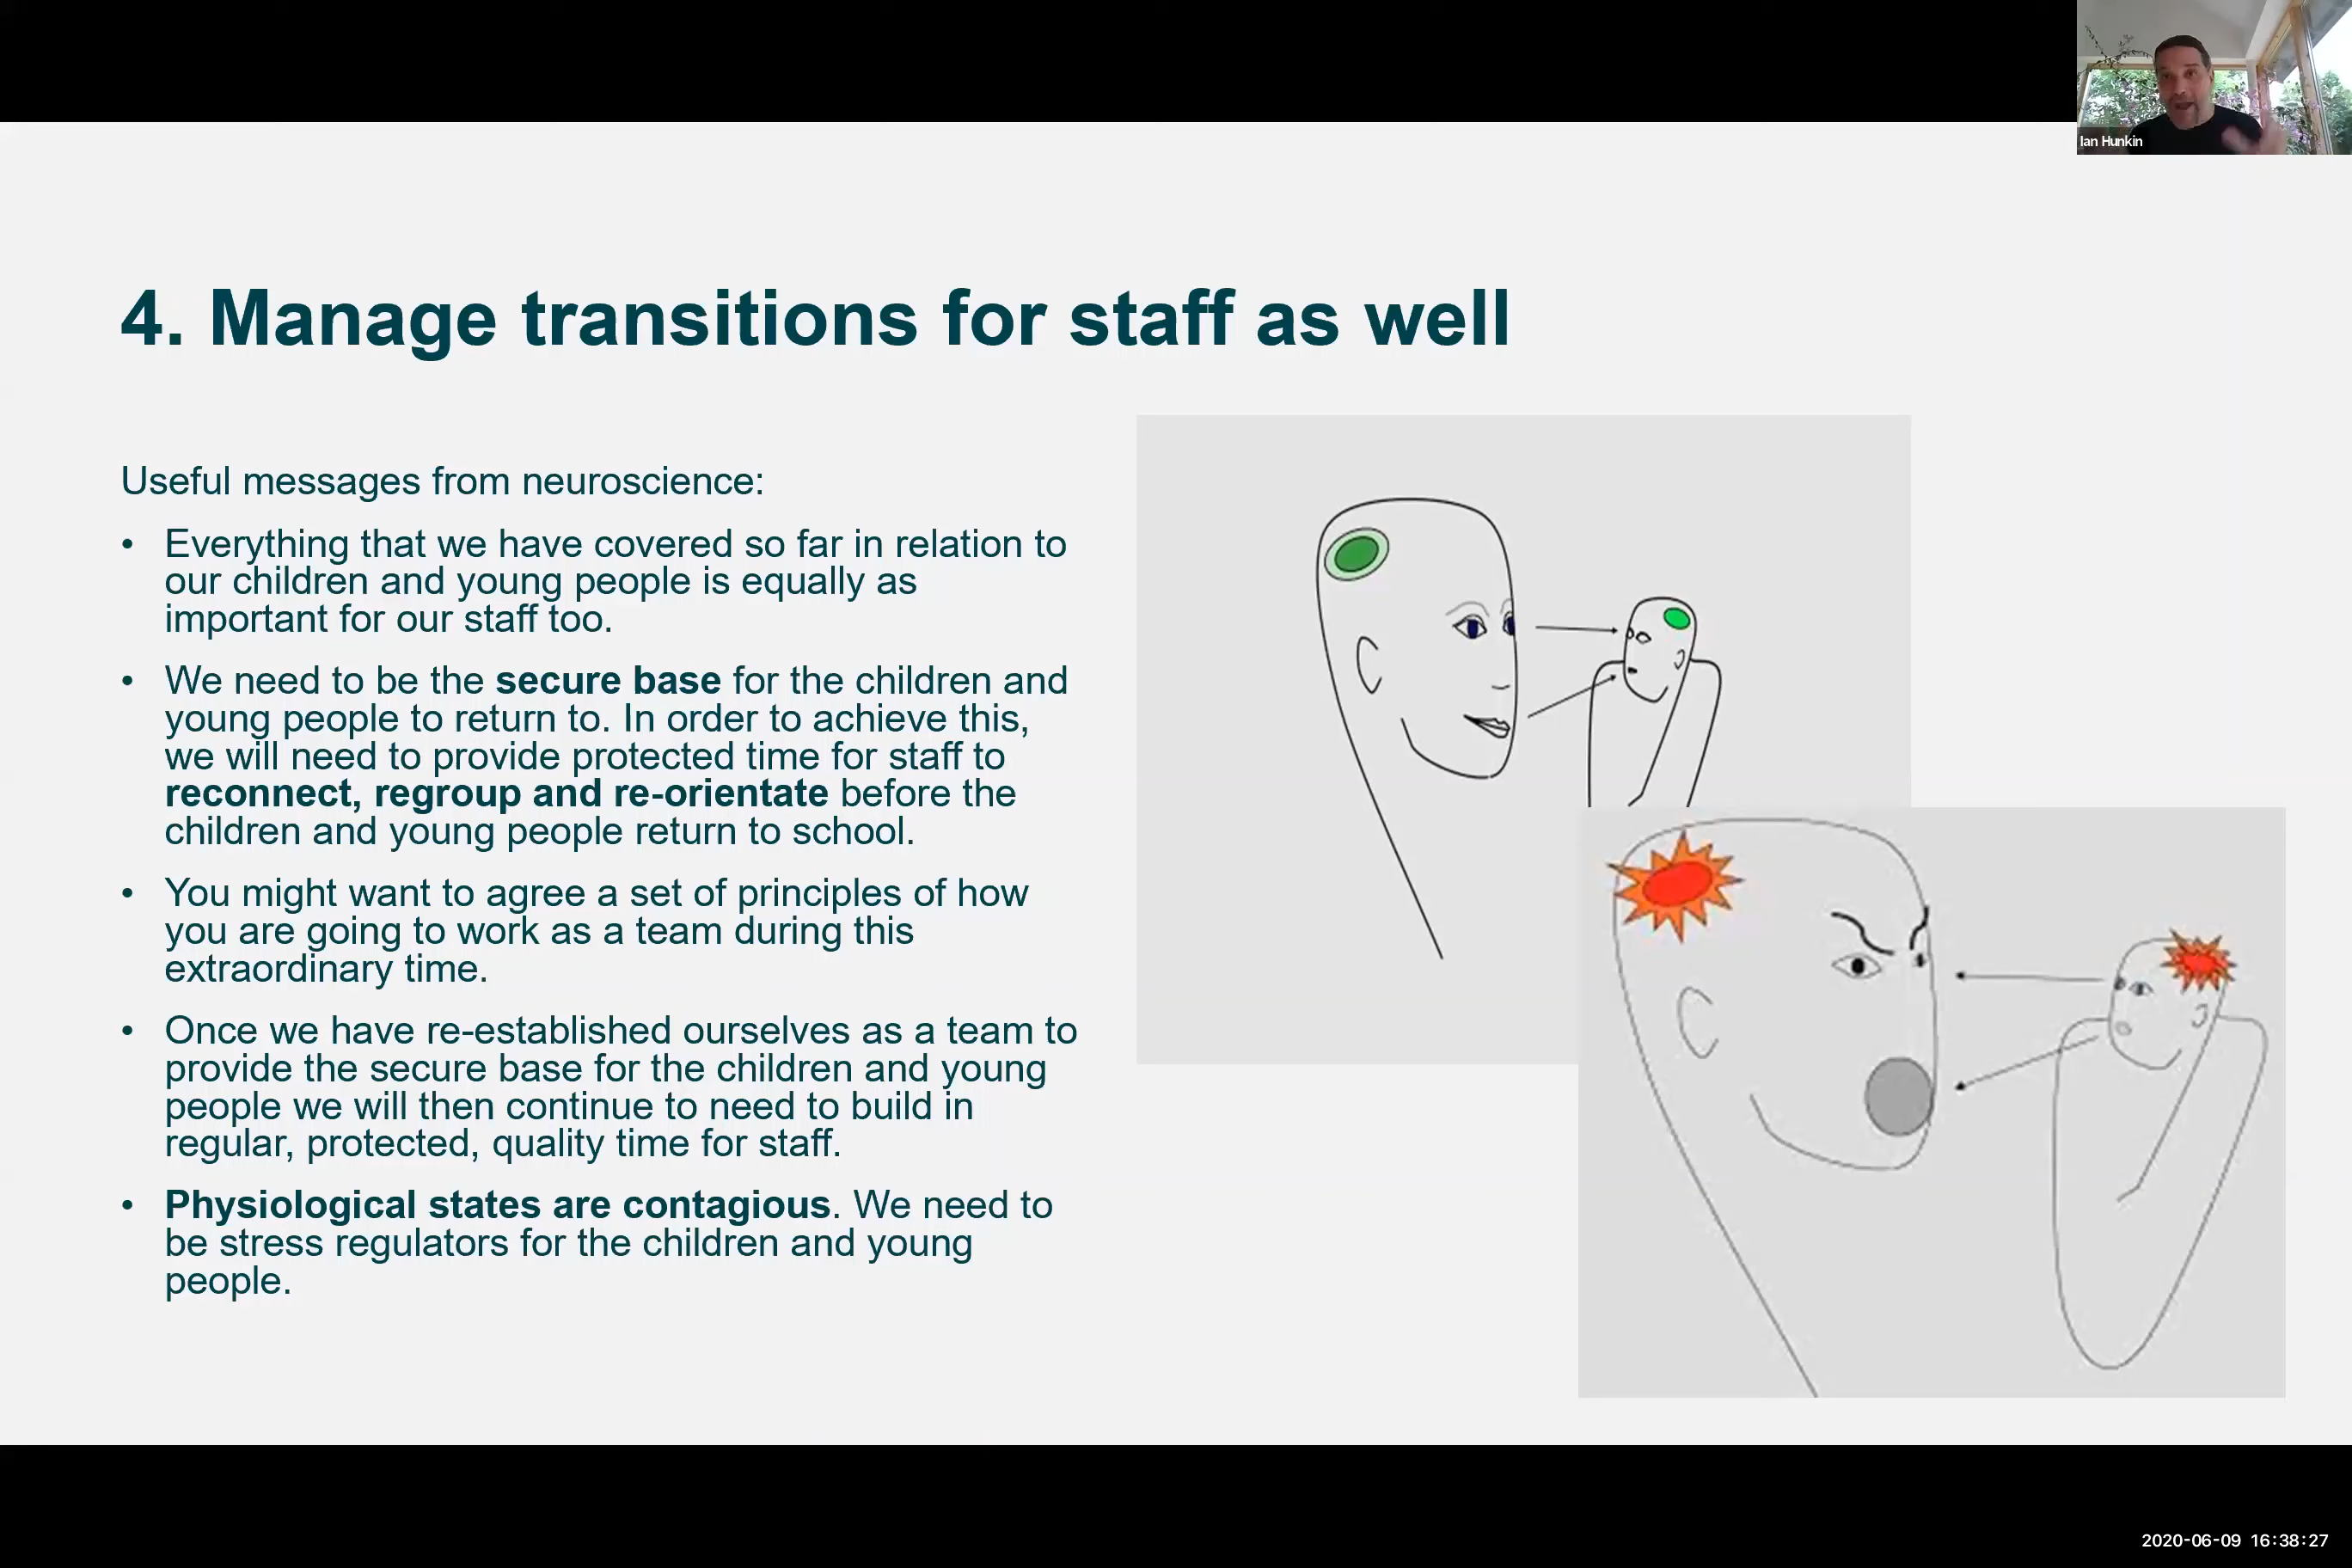 Ian Hunkin
4. Manage transitions for staff as well
Useful messages from neuroscience:
• Everything that we have covered so far in relation to
our children and young people is equally as
important for our staff too.
• We need to be the secure base for the children and
young people to return to. In order to achieve this,
we will need to provide protected time for staff to
reconnect, regroup and re-orientate before the
children and young people return to school.
• You might want to agree a set of principles of how
you are going to work as a team during this
extraordinary time.
• Once we have re-established ourselves as a team to
provide the secure base for the children and young
people we will then continue to need to build in
regular, protected, quality time for staff.
• Physiological states are contagious. We need to
be stress regulators for the children and young
people.
2020-06-09 16:38:27